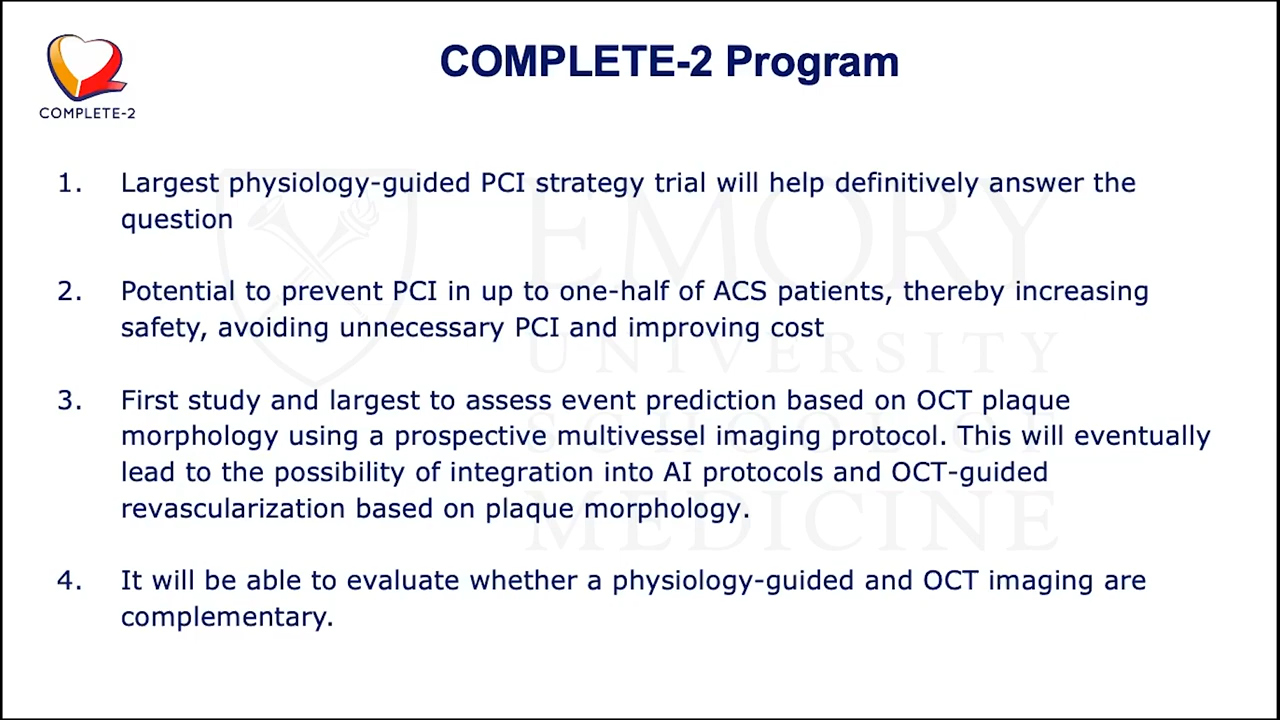 COMPLETE-2 Program
COMPLETE-2
1. Largest physiology-guided PCI strategy trial will help definitively answer the
question
2. Potential to prevent PCI in up to one-half of ACS patients, thereby increasing
safety, avoiding unnecessary PCI and improving cost
3. First study and largest to assess event prediction based on OCT plaque
morphology using a prospective multivessel imaging protocol. This will eventually
lead to the possibility of integration into AI protocols and OCT-guided
revascularization based on plaque morphology.
4. It will be able to evaluate whether a physiology-guided and OCT imaging are
complementary.
EMORY
UNIVERSITY
SCHOOL OF
MEDICINE